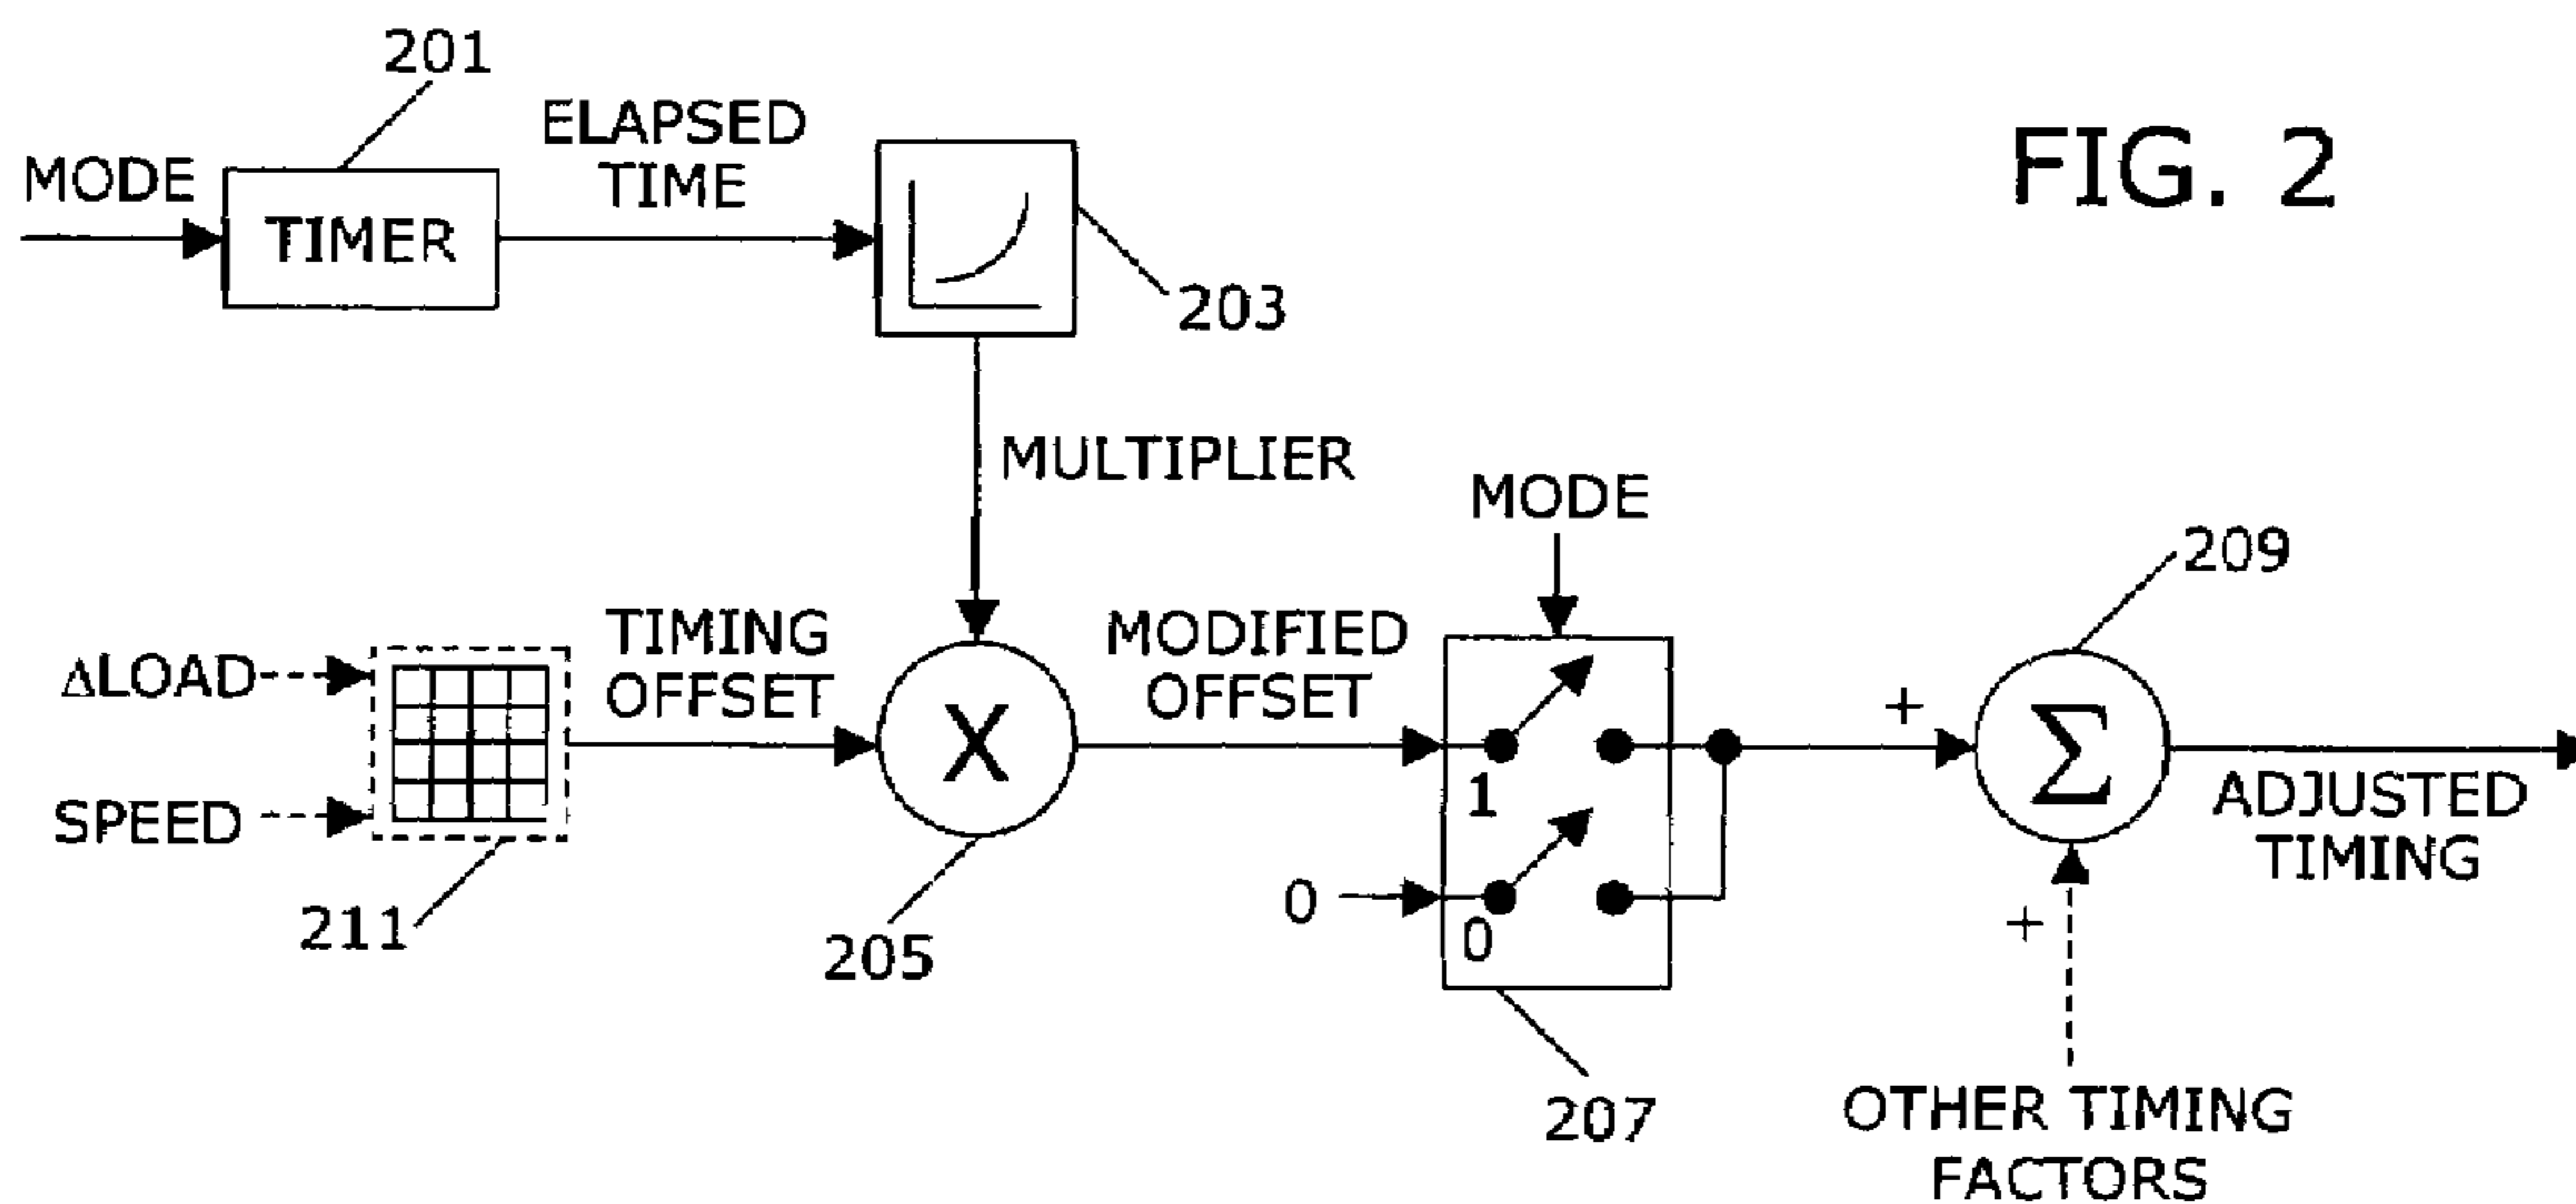 201
FIG. 2
MODE
TIMER
ELAPSED
TIME
203
MULTIPLIER
MODE
209
ΔLOAD
SPEED
211
TIMING
OFFSET
X
205
MODIFIED
OFFSET
1
0
0
207
+
Σ
+
ADJUSTED
TIMING
OTHER TIMING
FACTORS